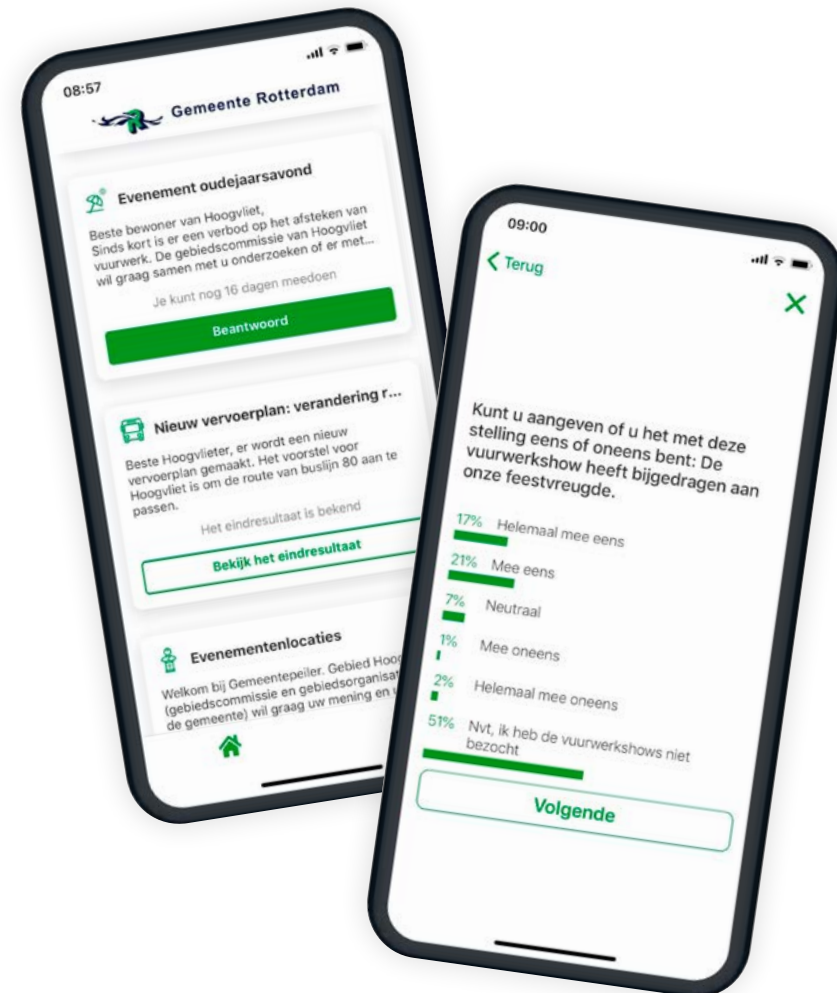 08:57
Gemeente Rotterdam
Evenement oudejaarsavond
Beste bewoner van Hoogvliet,
Sinds kort is er een verbod op het afsteken van
vuurwerk. De gebiedscommissie van Hoogvliet
wil graag samen met u onderzoeken of er met...
Je kunt nog 16 dagen meedoen
Beantwoord
Nieuw vervoerplan: verandering r...
Beste Hoogvlieter, er wordt een nieuw
vervoerplan gemaakt. Het voorstel voor
Hoogvliet is om de route van buslijn 80 aan te
passen.
Het eindresultaat is bekend
Bekijk het eindresultaat
Evenementenlocaties
Welkom bij Gemeentepeiler. Gebied Hoog
(gebiedscommissie en gebiedsorganisat
de gemeente) wil graag uw mening en
09:00
Terug
Kunt u aangeven of u het met deze
stelling eens of oneens bent: De
vuurwerkshow heeft bijgedragen aan
onze feestvreugde.
17% Helemaal mee eens
21% Mee eens
7% Neutraal
1% Mee oneens
2% Helemaal mee oneens
51% Nvt, ik heb de vuurwerkshows niet
bezocht
Volgende